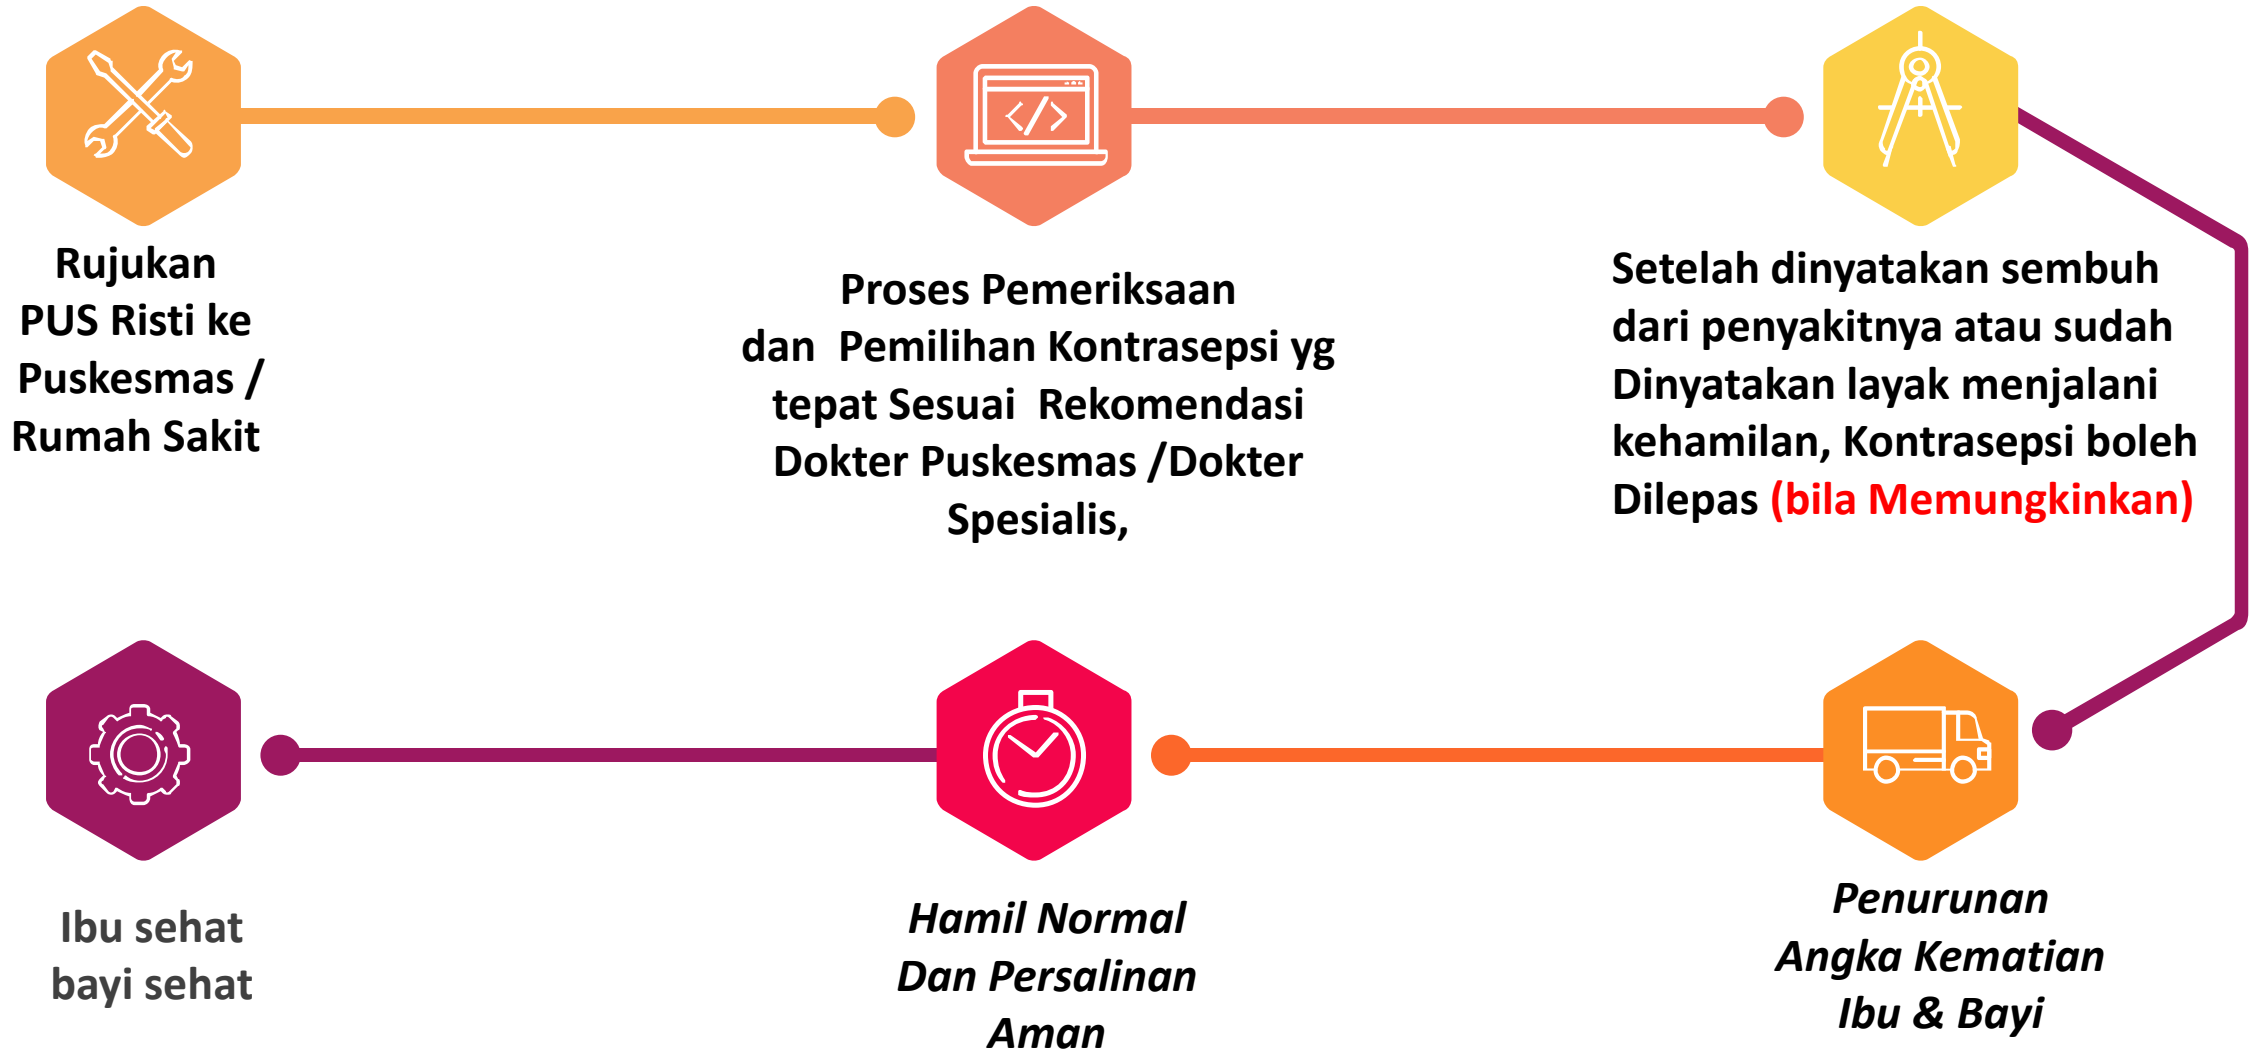 Rujukan
PUS Risti ke
Puskesmas /
Rumah Sakit
Proses Pemeriksaan
dan Pemilihan Kontrasepsi yg
tepat Sesuai Rekomendasi
Dokter Puskesmas /Dokter
Spesialis,
Setelah dinyatakan sembuh
dari penyakitnya atau sudah
Dinyatakan layak menjalani
kehamilan, Kontrasepsi boleh
Dilepas (bila Memungkinkan)
Penurunan
Angka Kematian
Ibu & Bayi
Hamil Normal
Dan Persalinan
Aman
Ibu sehat
bayi sehat